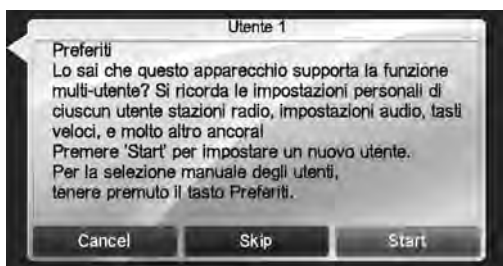 Utente 1
Preferiti
Lo sai che questo apparecchio supporta la funzione
multi-utente? Si ricorda le impostazioni personali di
ciuscun utente stazioni radio, impostazioni audio, tasti
veloci, e molto altro ancora!
Premere 'Start' per impostare un nuovo utente.
Per la selezione manuale degli utenti,
tenere premuto il tasto Preferiti.
Cancel Skip Start